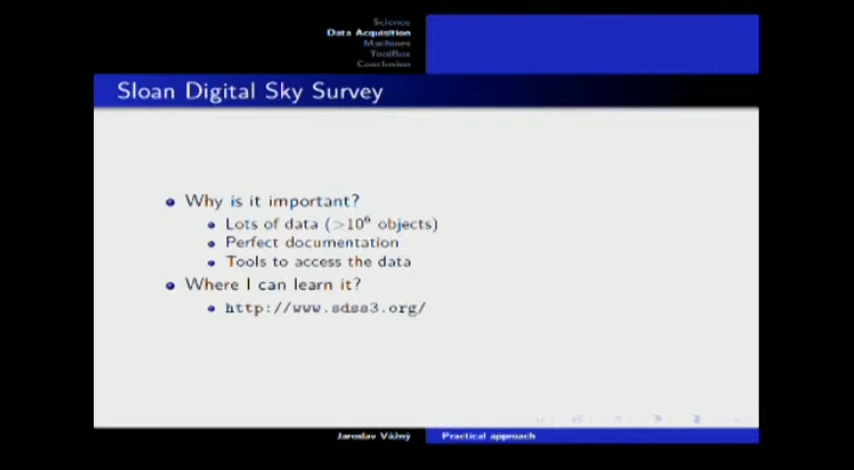 Science
Data Acquisition
Machines
ToolBox
Conclusion
Sloan Digital Sky Survey
Why is it important?
Lots of data (>10⁶ objects)
Perfect documentation
Tools to access the data
Where I can learn it?
http://www.sdss3.org/
Jaroslav Vážný
Practical approach